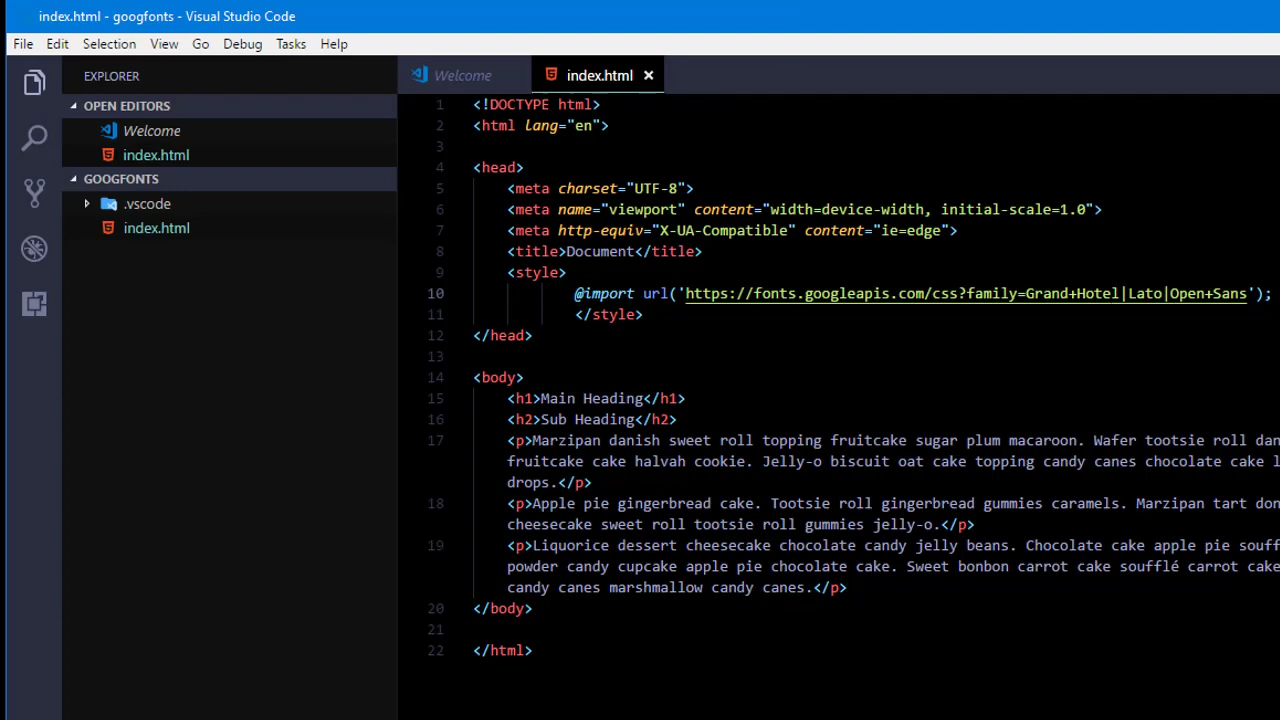 index.html - googfonts - Visual Studio Code
File Edit Selection View Go Debug Tasks Help
EXPLORER
OPEN EDITORS
Welcome
index.html
GOOGFONTS
.vscode
index.html
Welcome index.html ×
1 <!DOCTYPE html>
2 <html lang="en">
3
4 <head>
5 <meta charset="UTF-8">
6 <meta name="viewport" content="width=device-width, initial-scale=1.0">
7 <meta http-equiv="X-UA-Compatible" content="ie=edge">
8 <title>Document</title>
9 <style>
10 @import url('https://fonts.googleapis.com/css?family=Grand+Hotel|Lato|Open+Sans');
11 </style>
12 </head>
13
14 <body>
15 <h1>Main Heading</h1>
16 <h2>Sub Heading</h2>
17 <p>Marzipan danish sweet roll topping fruitcake sugar plum macaroon. Wafer tootsie roll dan
fruitcake cake halvah cookie. Jelly-o biscuit oat cake topping candy canes chocolate cake l
drops.</p>
18 <p>Apple pie gingerbread cake. Tootsie roll gingerbread gummies caramels. Marzipan tart don
cheesecake sweet roll tootsie roll gummies jelly-o.</p>
19 <p>Liquorice dessert cheesecake chocolate candy jelly beans. Chocolate cake apple pie souff
powder candy cupcake apple pie chocolate cake. Sweet bonbon carrot cake soufflé carrot cake
candy canes marshmallow candy canes.</p>
20 </body>
21
22 </html>